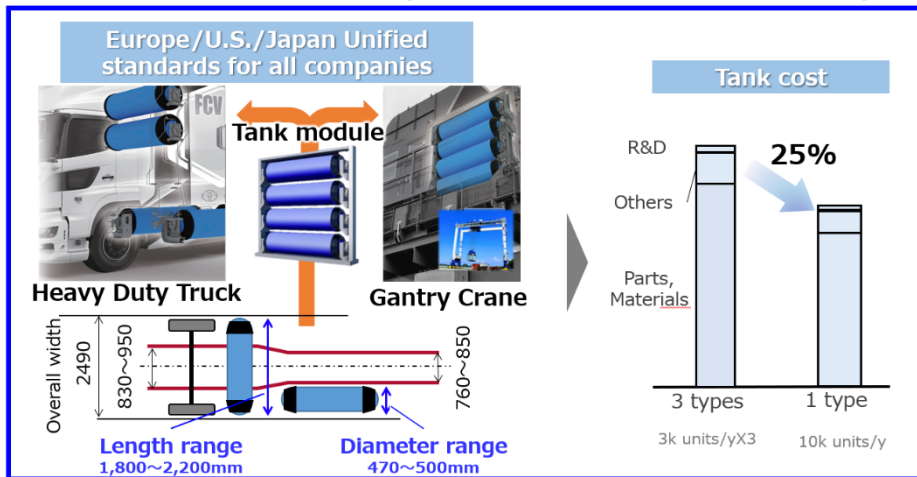 Europe/U.S./Japan Unified
standards for all companies
FCV
Tank module
Heavy Duty Truck
Gantry Crane
Overall width
2490
830～950
760～850
Length range
1,800～2,200mm
Diameter range
470～500mm
Tank cost
R&D
25%
Others
Parts,
Materials
3 types
1 type
3k units/yX3
10k units/y